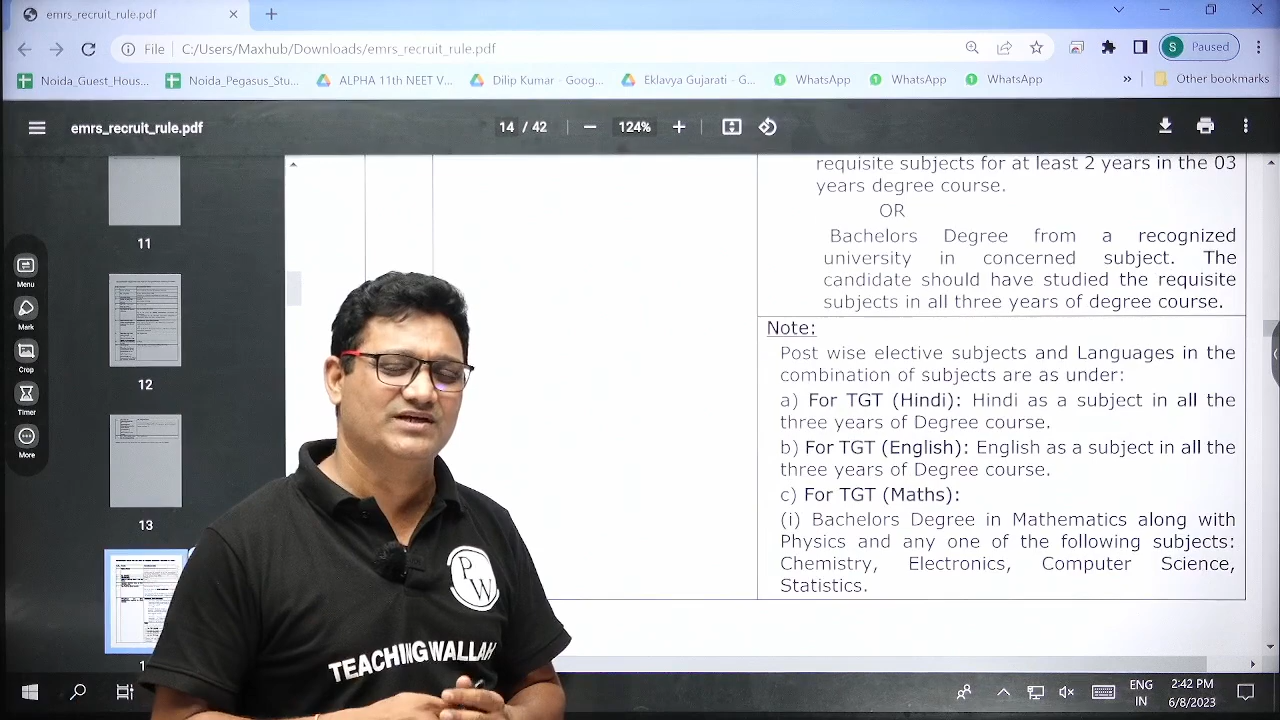 emrs_recruit_rule.pdf
File C:/Users/Maxhub/Downloads/emrs_recruit_rule.pdf
S Paused
Noida_Guest_Hous...
Noida_Pegasus_Stu...
ALPHA 11th NEET V...
Dilip Kumar - Goog...
Eklavya Gujarati - G...
1 WhatsApp
1 WhatsApp
1 WhatsApp
Other bookmarks
emrs_recruit_rule.pdf
14 / 42
124%
Menu
Mark
Crop
Timer
More
11
12
13
requisite subjects for at least 2 years in the 03
years degree course.
OR
Bachelors Degree from a recognized
university in concerned subject. The
candidate should have studied the requisite
subjects in all three years of degree course.
Note:
Post wise elective subjects and Languages in the
combination of subjects are as under:
a) For TGT (Hindi): Hindi as a subject in all the
three years of Degree course.
b) For TGT (English): English as a subject in all the
three years of Degree course.
c) For TGT (Maths):
(i) Bachelors Degree in Mathematics along with
Physics and any one of the following subjects:
Chemistry, Electronics, Computer Science,
Statistics.
PW
TEACHING WALLAH
ENG
IN
2:42 PM
6/8/2023